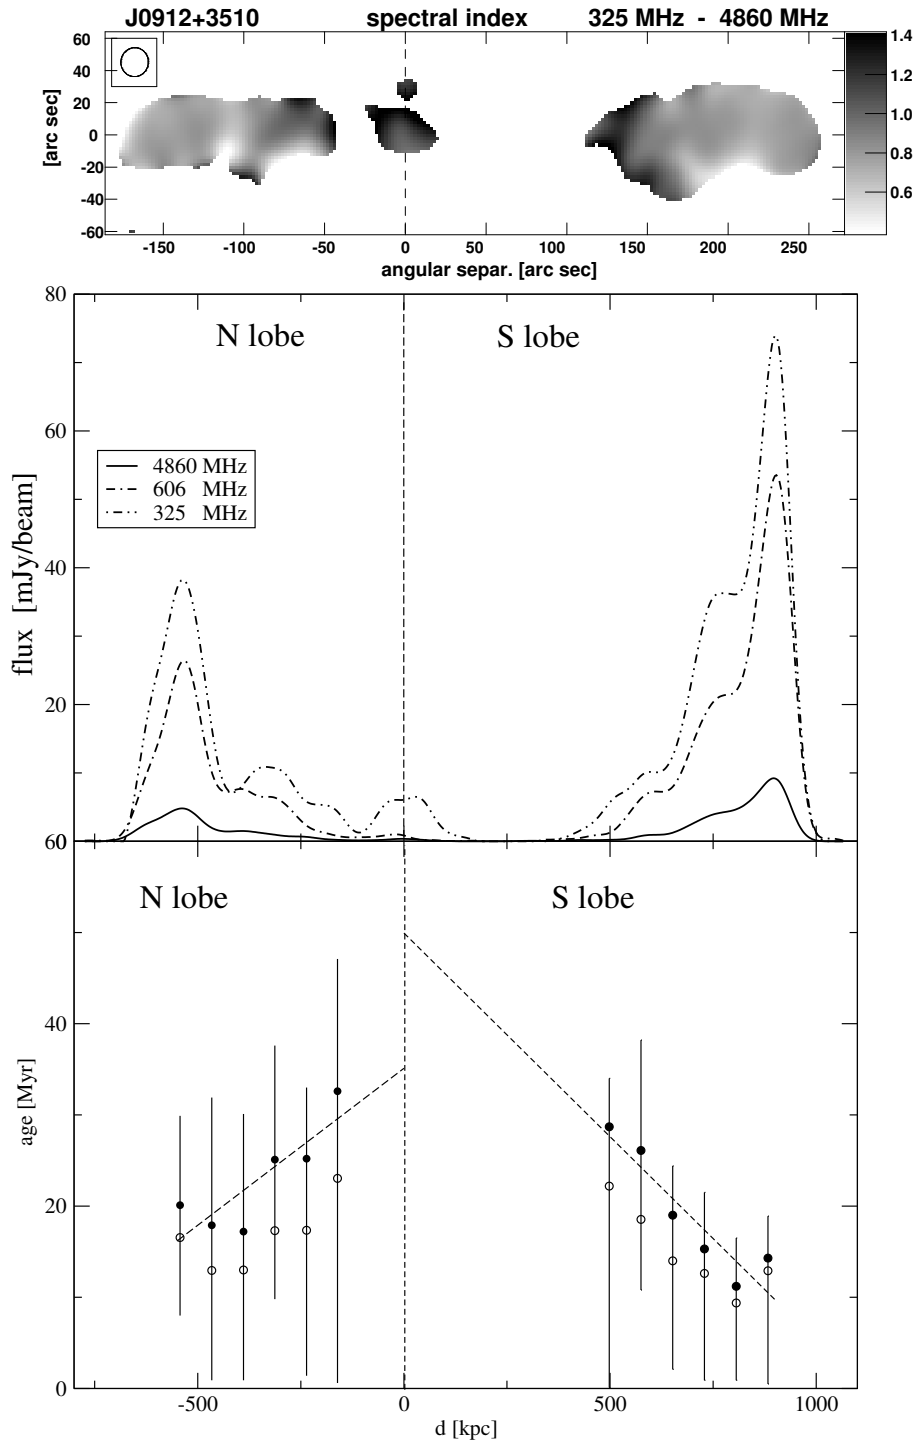 J0912+3510 spectral index 325 MHz - 4860 MHz
[arc sec]
60
40
20
0
-20
-40
-60
1.4
1.2
1.0
0.8
0.6
-150 -100 -50 0 50 100 150 200 250
angular separ. [arc sec]
80
60
40
20
60
flux [mJy/beam]
N lobe S lobe
4860 MHz
606 MHz
325 MHz
N lobe S lobe
40
20
0
age [Myr]
-500 0 500 1000
d [kpc]